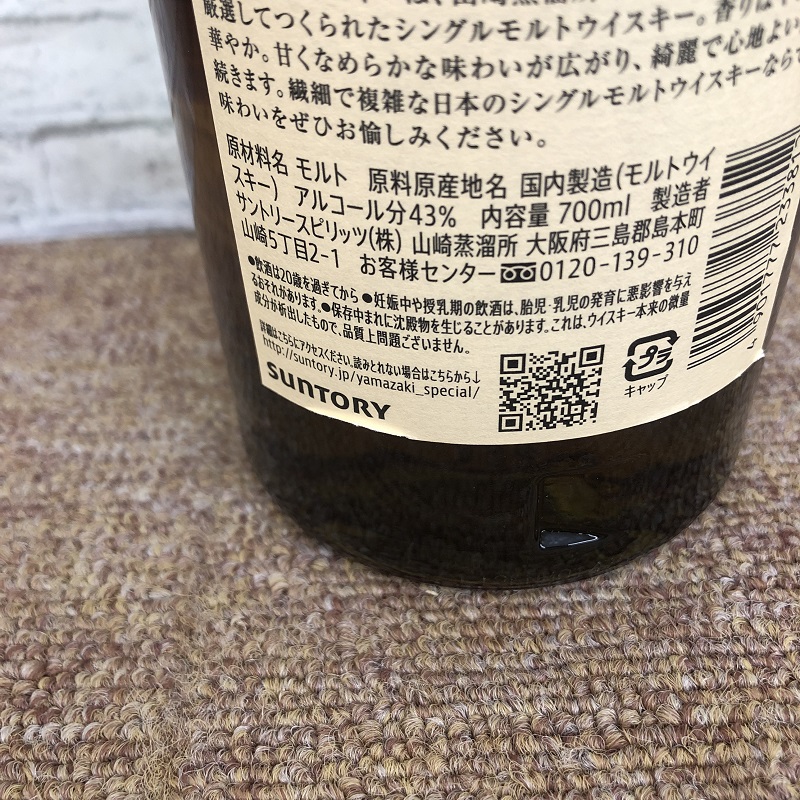 厳選してつくられたシングルモルトウイスキー。香りは
華やか。甘くなめらかな味わいが広がり、綺麗で心地よい
続きます。繊細で複雑な日本のシングルモルトウイスキーならで
味わいをぜひお愉しみください。
原材料名 モルト 原料原産地名 国内製造(モルトウイ
スキー) アルコール分43% 内容量 700ml 製造者
サントリースピリッツ(株) 山崎蒸溜所 大阪府三島郡島本町
山崎5丁目2-1 お客様センター 0120-139-310
●飲酒は20歳を過ぎてから ●妊娠中や授乳期の飲酒は、胎児・乳児の発育に悪影響を与え
るおそれがあります。●保存中まれに沈殿物を生じることがあります。これは、ウイスキー本来の微量
成分が析出したもので、品質上問題ございません。
詳細はこちらにアクセスください。読みとれない場合はこちらから↓
http://suntory.jp/yamazaki_special/
SUNTORY
プラ
キャップ